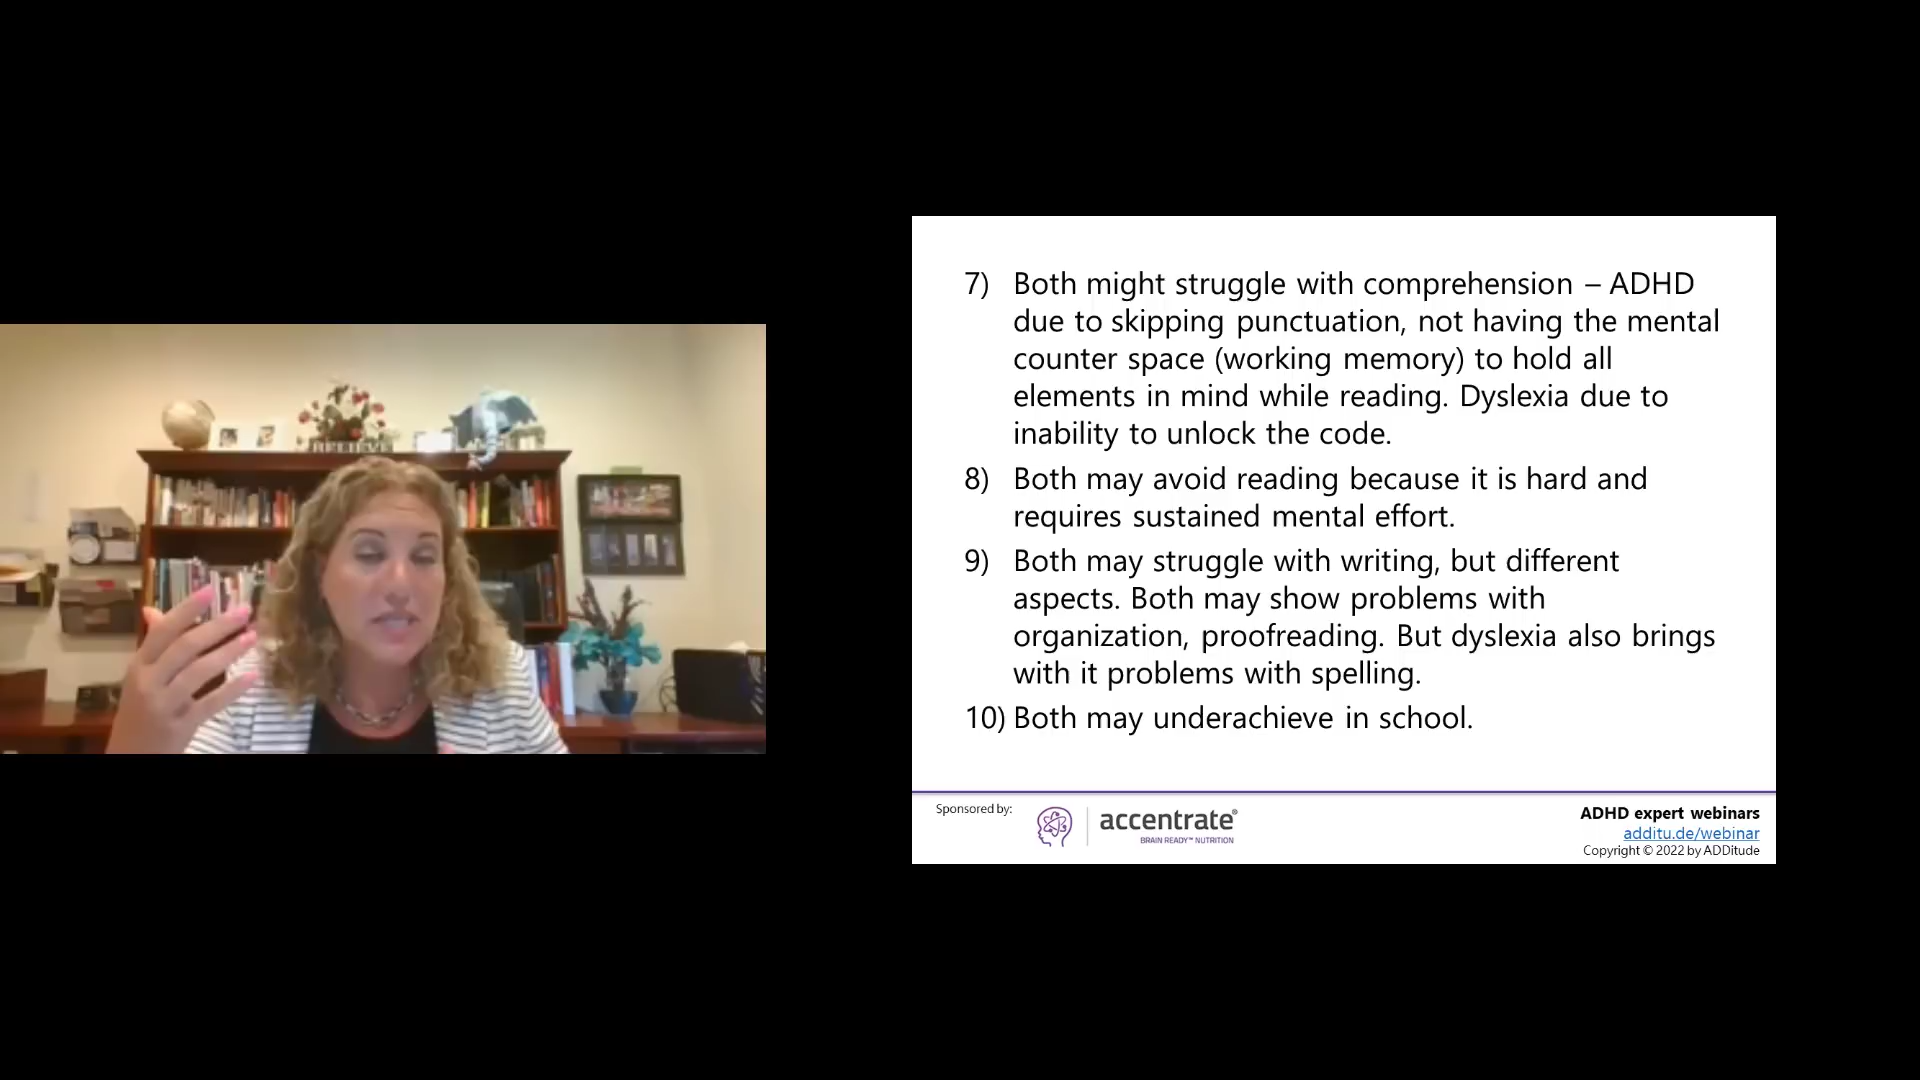 BELIEVE
7) Both might struggle with comprehension – ADHD
due to skipping punctuation, not having the mental
counter space (working memory) to hold all
elements in mind while reading. Dyslexia due to
inability to unlock the code.
8) Both may avoid reading because it is hard and
requires sustained mental effort.
9) Both may struggle with writing, but different
aspects. Both may show problems with
organization, proofreading. But dyslexia also brings
with it problems with spelling.
10) Both may underachieve in school.
Sponsored by:
accentrate®
BRAIN READY™ NUTRITION
ADHD expert webinars
additu.de/webinar
Copyright © 2022 by ADDitude